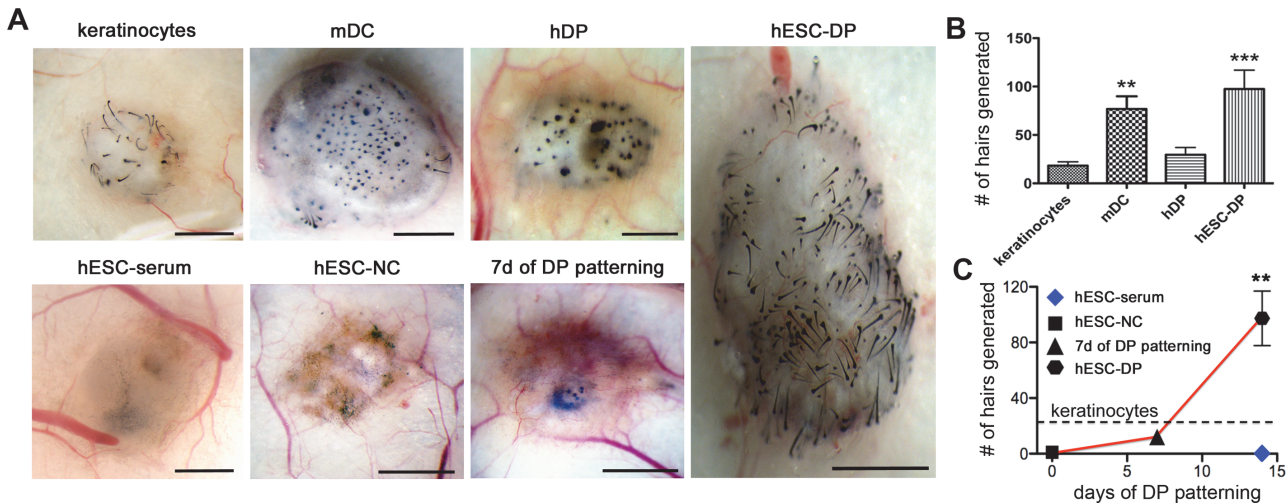 A
keratinocytes
mDC
hDP
hESC-DP
hESC-serum
hESC-NC
7d of DP patterning
B
# of hairs generated
150
100
50
0
**
***
keratinocytes
mDC
hDP
hESC-DP
C
# of hairs generated
120
80
40
0
hESC-serum
hESC-NC
7d of DP patterning
hESC-DP
**
keratinocytes
0
5
10
15
days of DP patterning